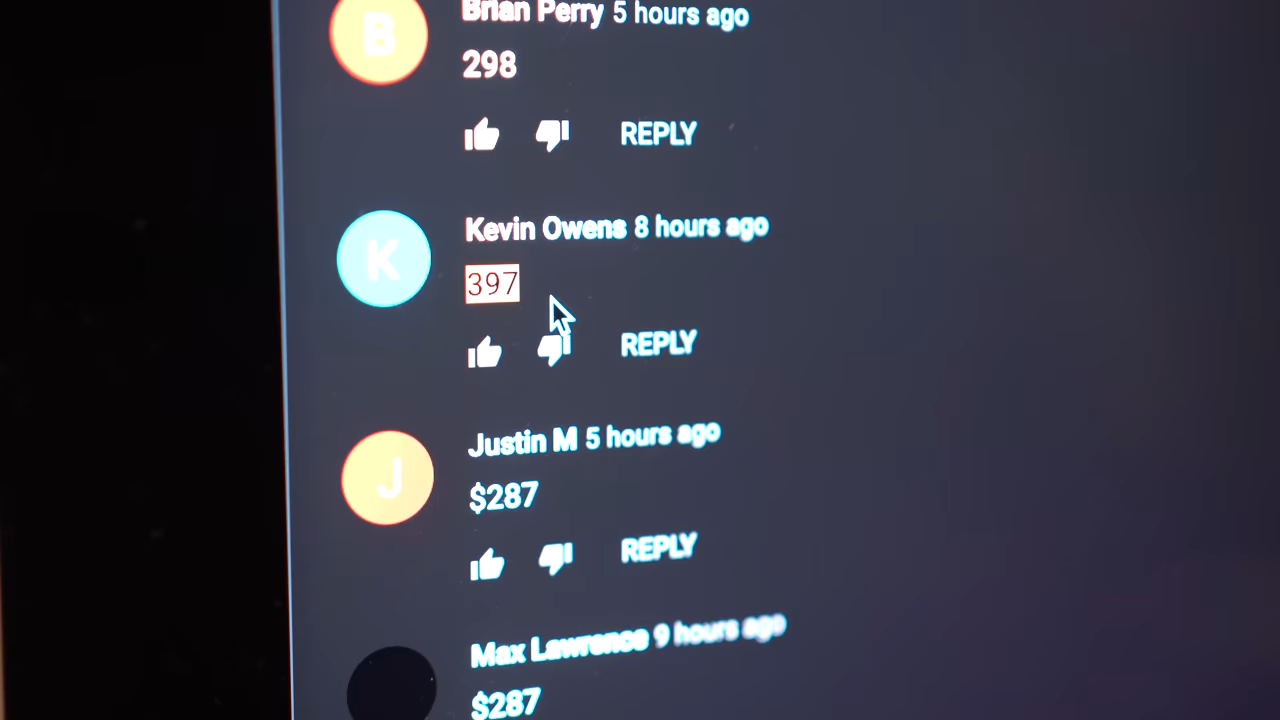 B
Brian Perry 5 hours ago
298
REPLY
K
Kevin Owens 8 hours ago
397
REPLY
J
Justin M 5 hours ago
$287
REPLY
Max Lawrence 9 hours ago
$287